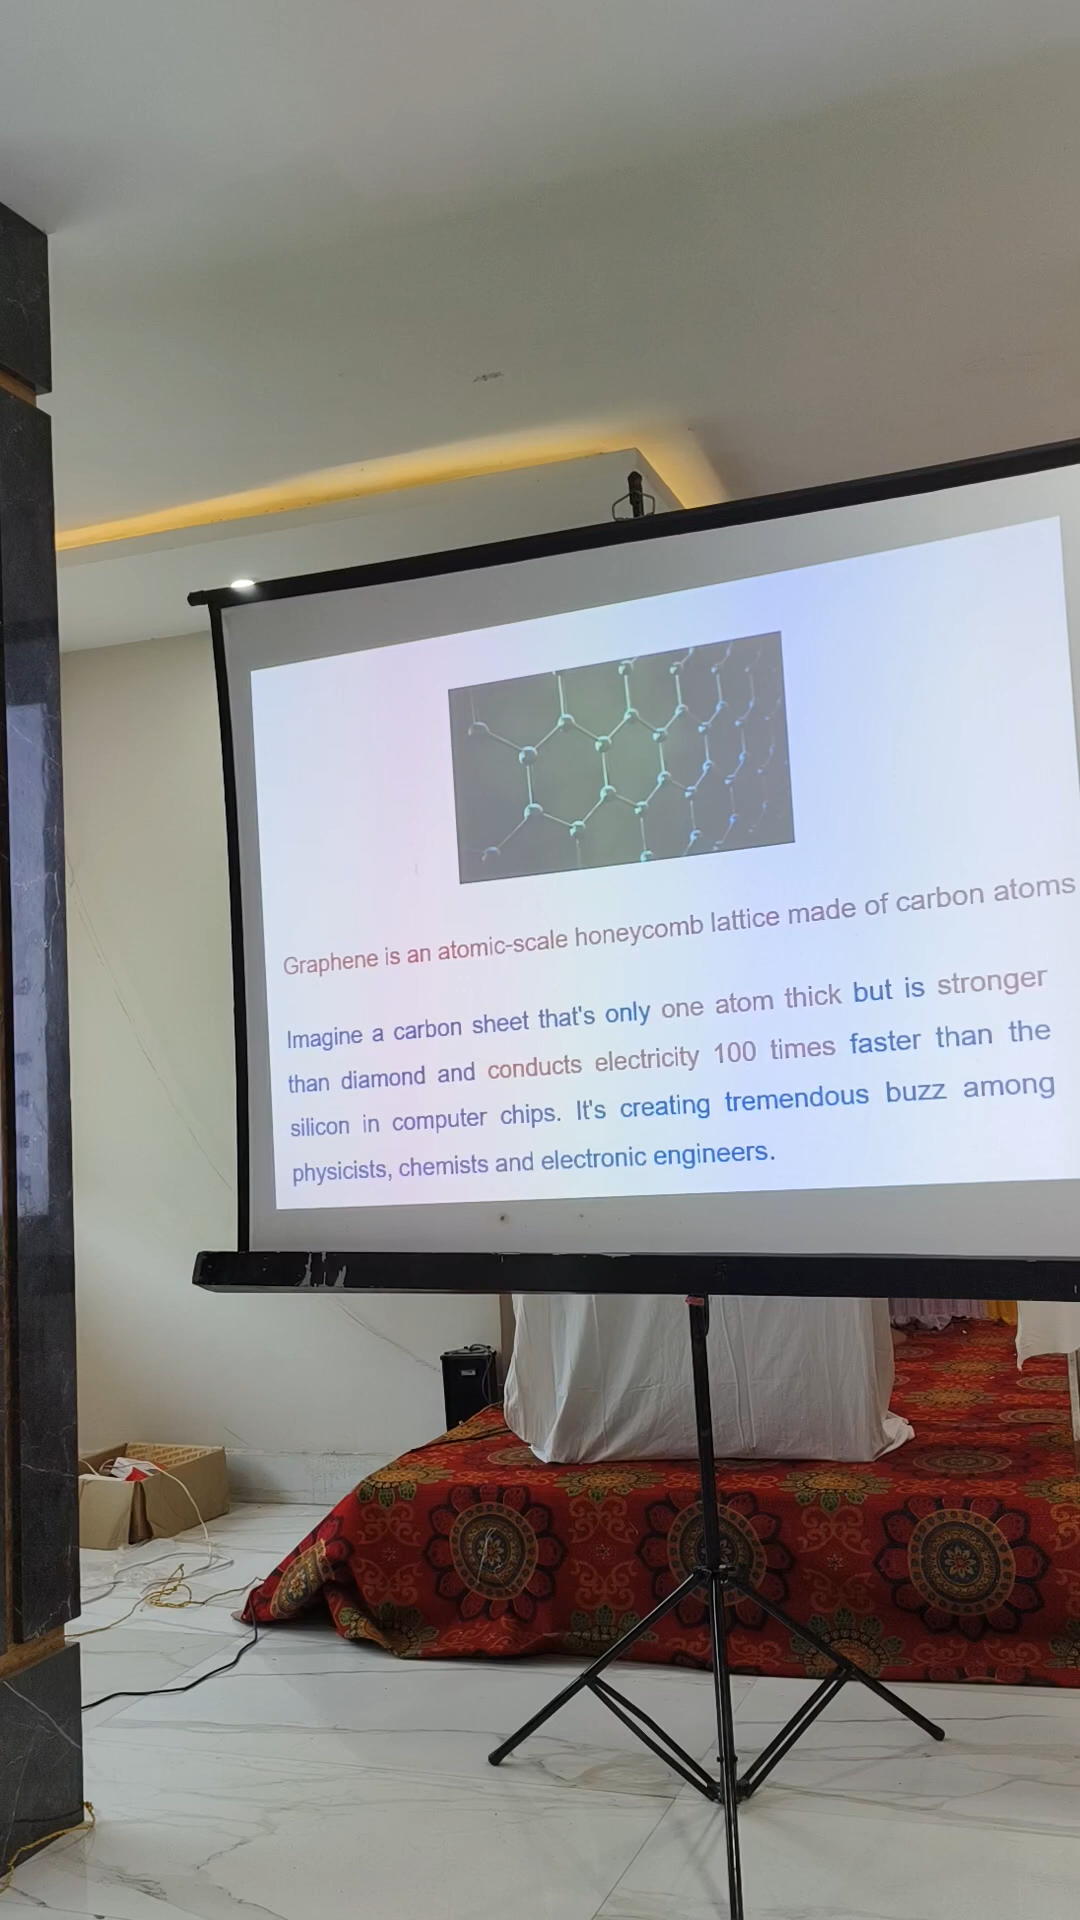 Graphene is an atomic-scale honeycomb lattice made of carbon atoms
Imagine a carbon sheet that's only one atom thick but is stronger
than diamond and conducts electricity 100 times faster than the
silicon in computer chips. It's creating tremendous buzz among
physicists, chemists and electronic engineers.